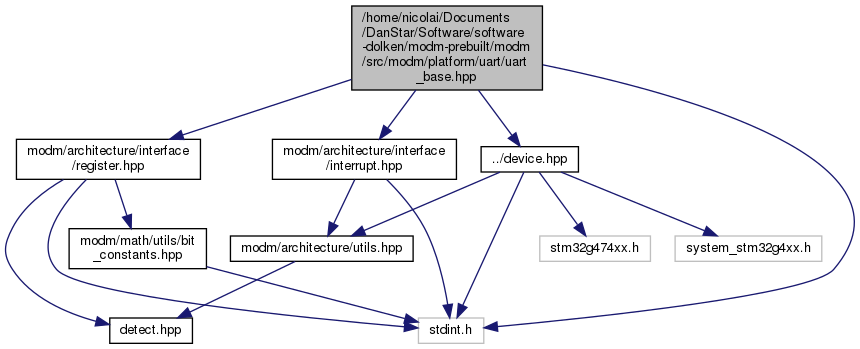 /home/nicolai/Documents
/DanStar/Software/software
-dolken/modm-prebuilt/modm
/src/modm/platform/uart/uart
_base.hpp
modm/architecture/interface
/register.hpp
modm/architecture/interface
/interrupt.hpp
../device.hpp
modm/math/utils/bit
_constants.hpp
modm/architecture/utils.hpp
stm32g474xx.h
system_stm32g4xx.h
detect.hpp
stdint.h